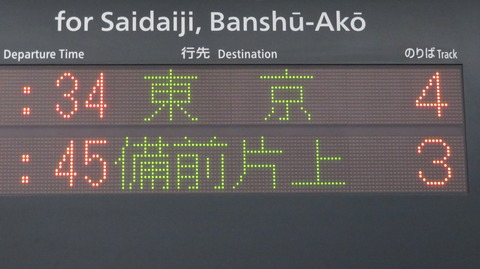 for Saidaiji, Banshū-Akō
Departure Time 行先 Destination のりば Track
:34 東京 4
:45 備前片上 3